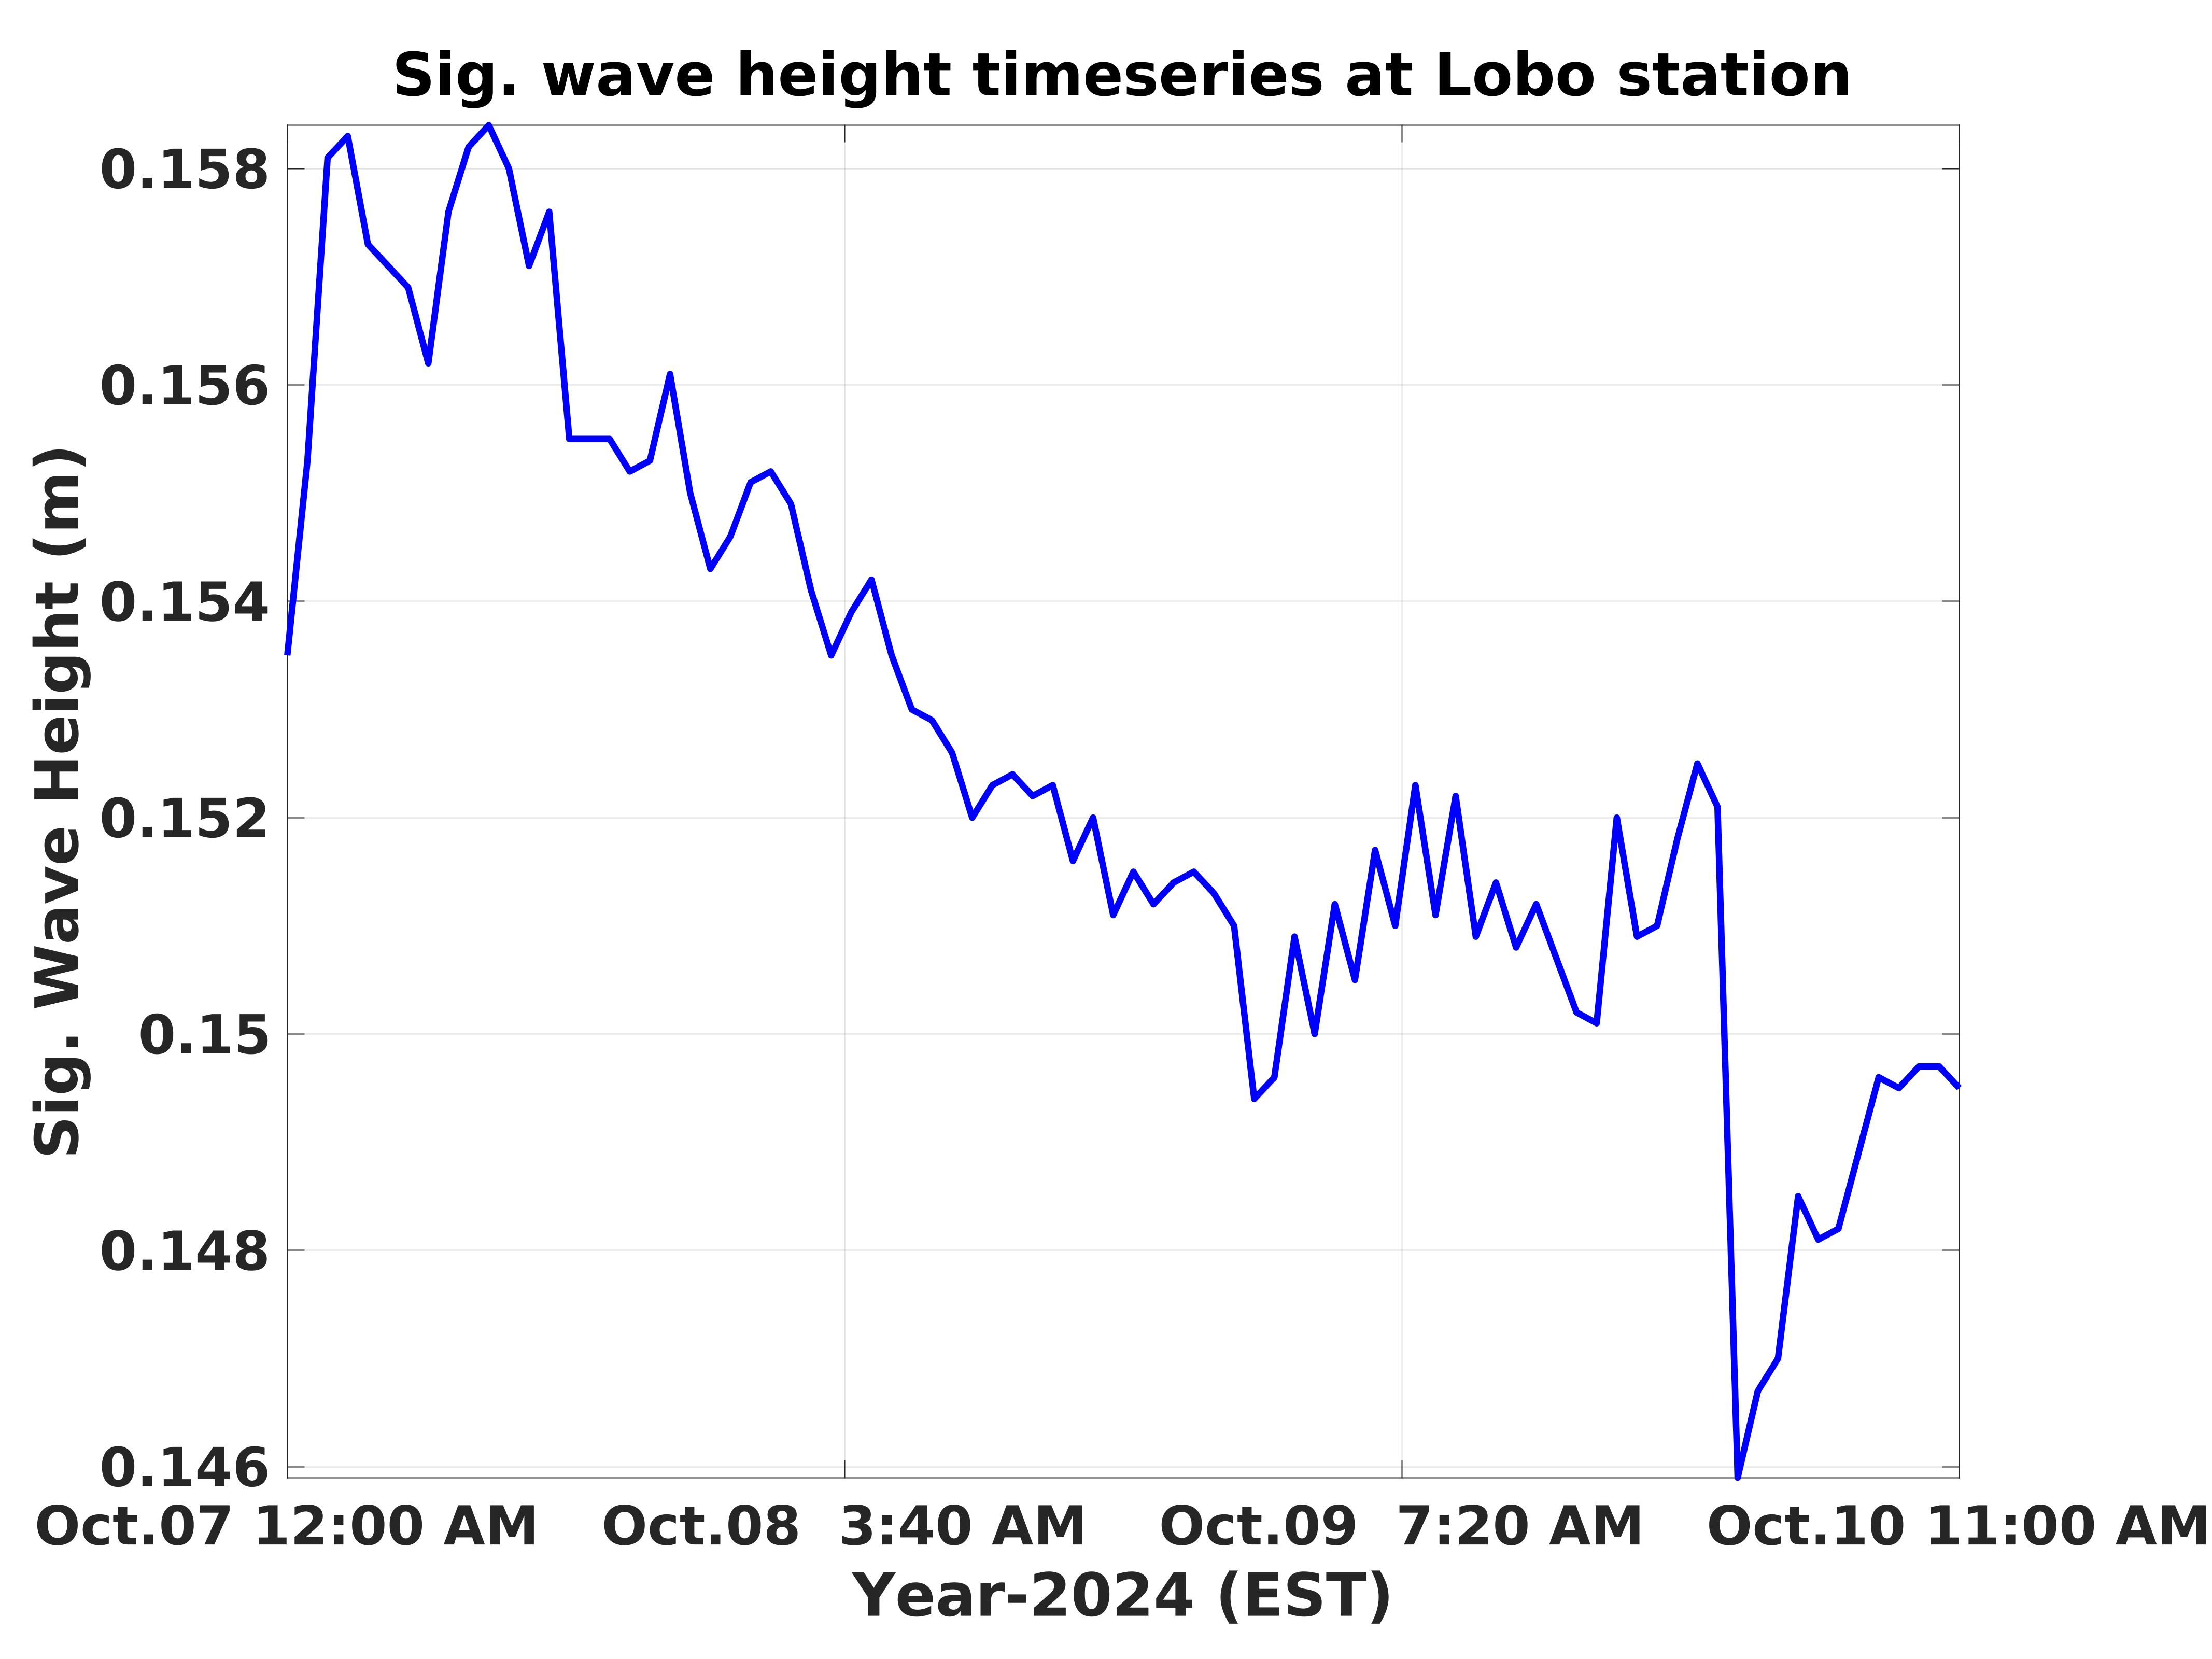 Sig. wave height timeseries at Lobo station
Sig. Wave Height (m)
0.158
0.156
0.154
0.152
0.15
0.148
0.146
Oct.07 12:00 AM Oct.08 3:40 AM Oct.09 7:20 AM Oct.10 11:00 AM
Year-2024 (EST)